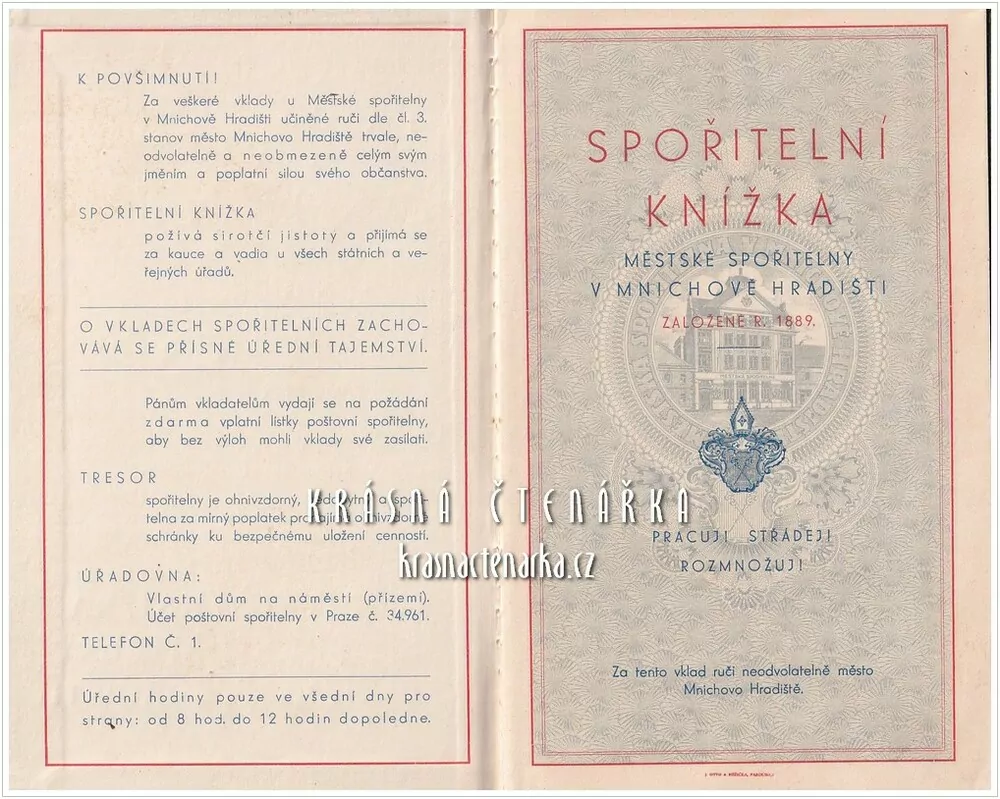 K POVŠIMNUTÍ!
Za veškeré vklady u Městské spořitelny
v Mnichově Hradišti učiněné ručí dle čl. 3.
stanov město Mnichovo Hradiště trvale, ne-
odvolatelně a neobmezeně celým svým
jměním a poplatní silou svého občanstva.
SPOŘITELNÍ KNÍŽKA
požívá sirotčí jistoty a přijímá se
za kauce a vadia u všech státních a ve-
řejných úřadů.
O VKLADECH SPOŘITELNÍCH ZACHO-
VÁVÁ SE PŘÍSNÉ ÚŘEDNÍ TAJEMSTVÍ.
Pánům vkladatelům vydají se na požádání
zdarma vplatní lístky poštovní spořitelny,
aby bez výloh mohli vklady své zasílati.
TRESOR
spořitelny je ohnivzdorný, a
telna za mírný poplatek
schránky ku bezpečnému uložení cenností.
ÚŘADOVNA:
Vlastní dům na náměstí (přízemí).
Účet poštovní spořitelny v Praze č. 34.961.
TELEFON Č. 1.
Úřední hodiny pouze ve všední dny pro
strany: od 8 hod. do 12 hodin dopoledne.
SPOŘITELNÍ
KNÍŽKA
MĚSTSKÉ SPOŘITELNY
V MNICHOVĚ HRADIŠTI
ZALOŽENÉ R. 1889.
PRACUJ! STŘÁDEJ!
ROZMNOŽUJ!
Za tento vklad ručí neodvolatelně město
Mnichovo Hradiště.
KRÁSNÁ ČTENÁŘKA
krasnactenarka.cz